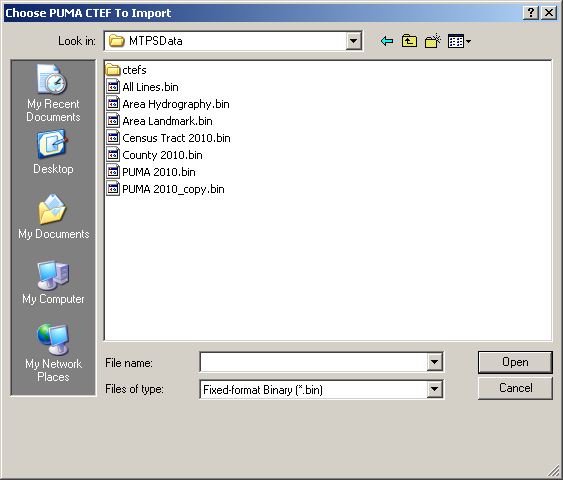 Choose PUMA CTEF To Import
Look in:
MTPSData
My Recent
Documents
Desktop
My Documents
My Computer
My Network
Places
ctefs
All Lines.bin
Area Hydrography.bin
Area Landmark.bin
Census Tract 2010.bin
County 2010.bin
PUMA 2010.bin
PUMA 2010_copy.bin
File name:
Open
Files of type:
Fixed-format Binary (*.bin)
Cancel